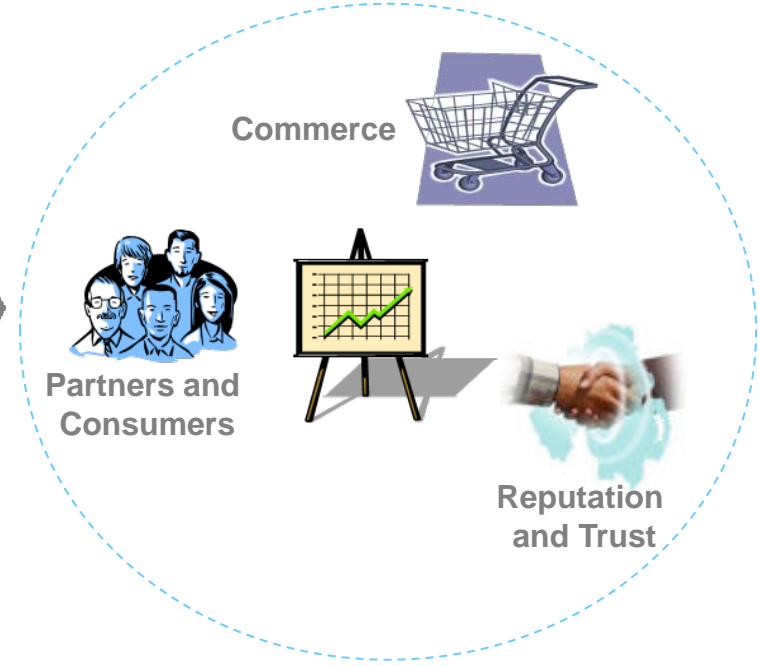 Commerce
Partners and
Consumers
Reputation
and Trust